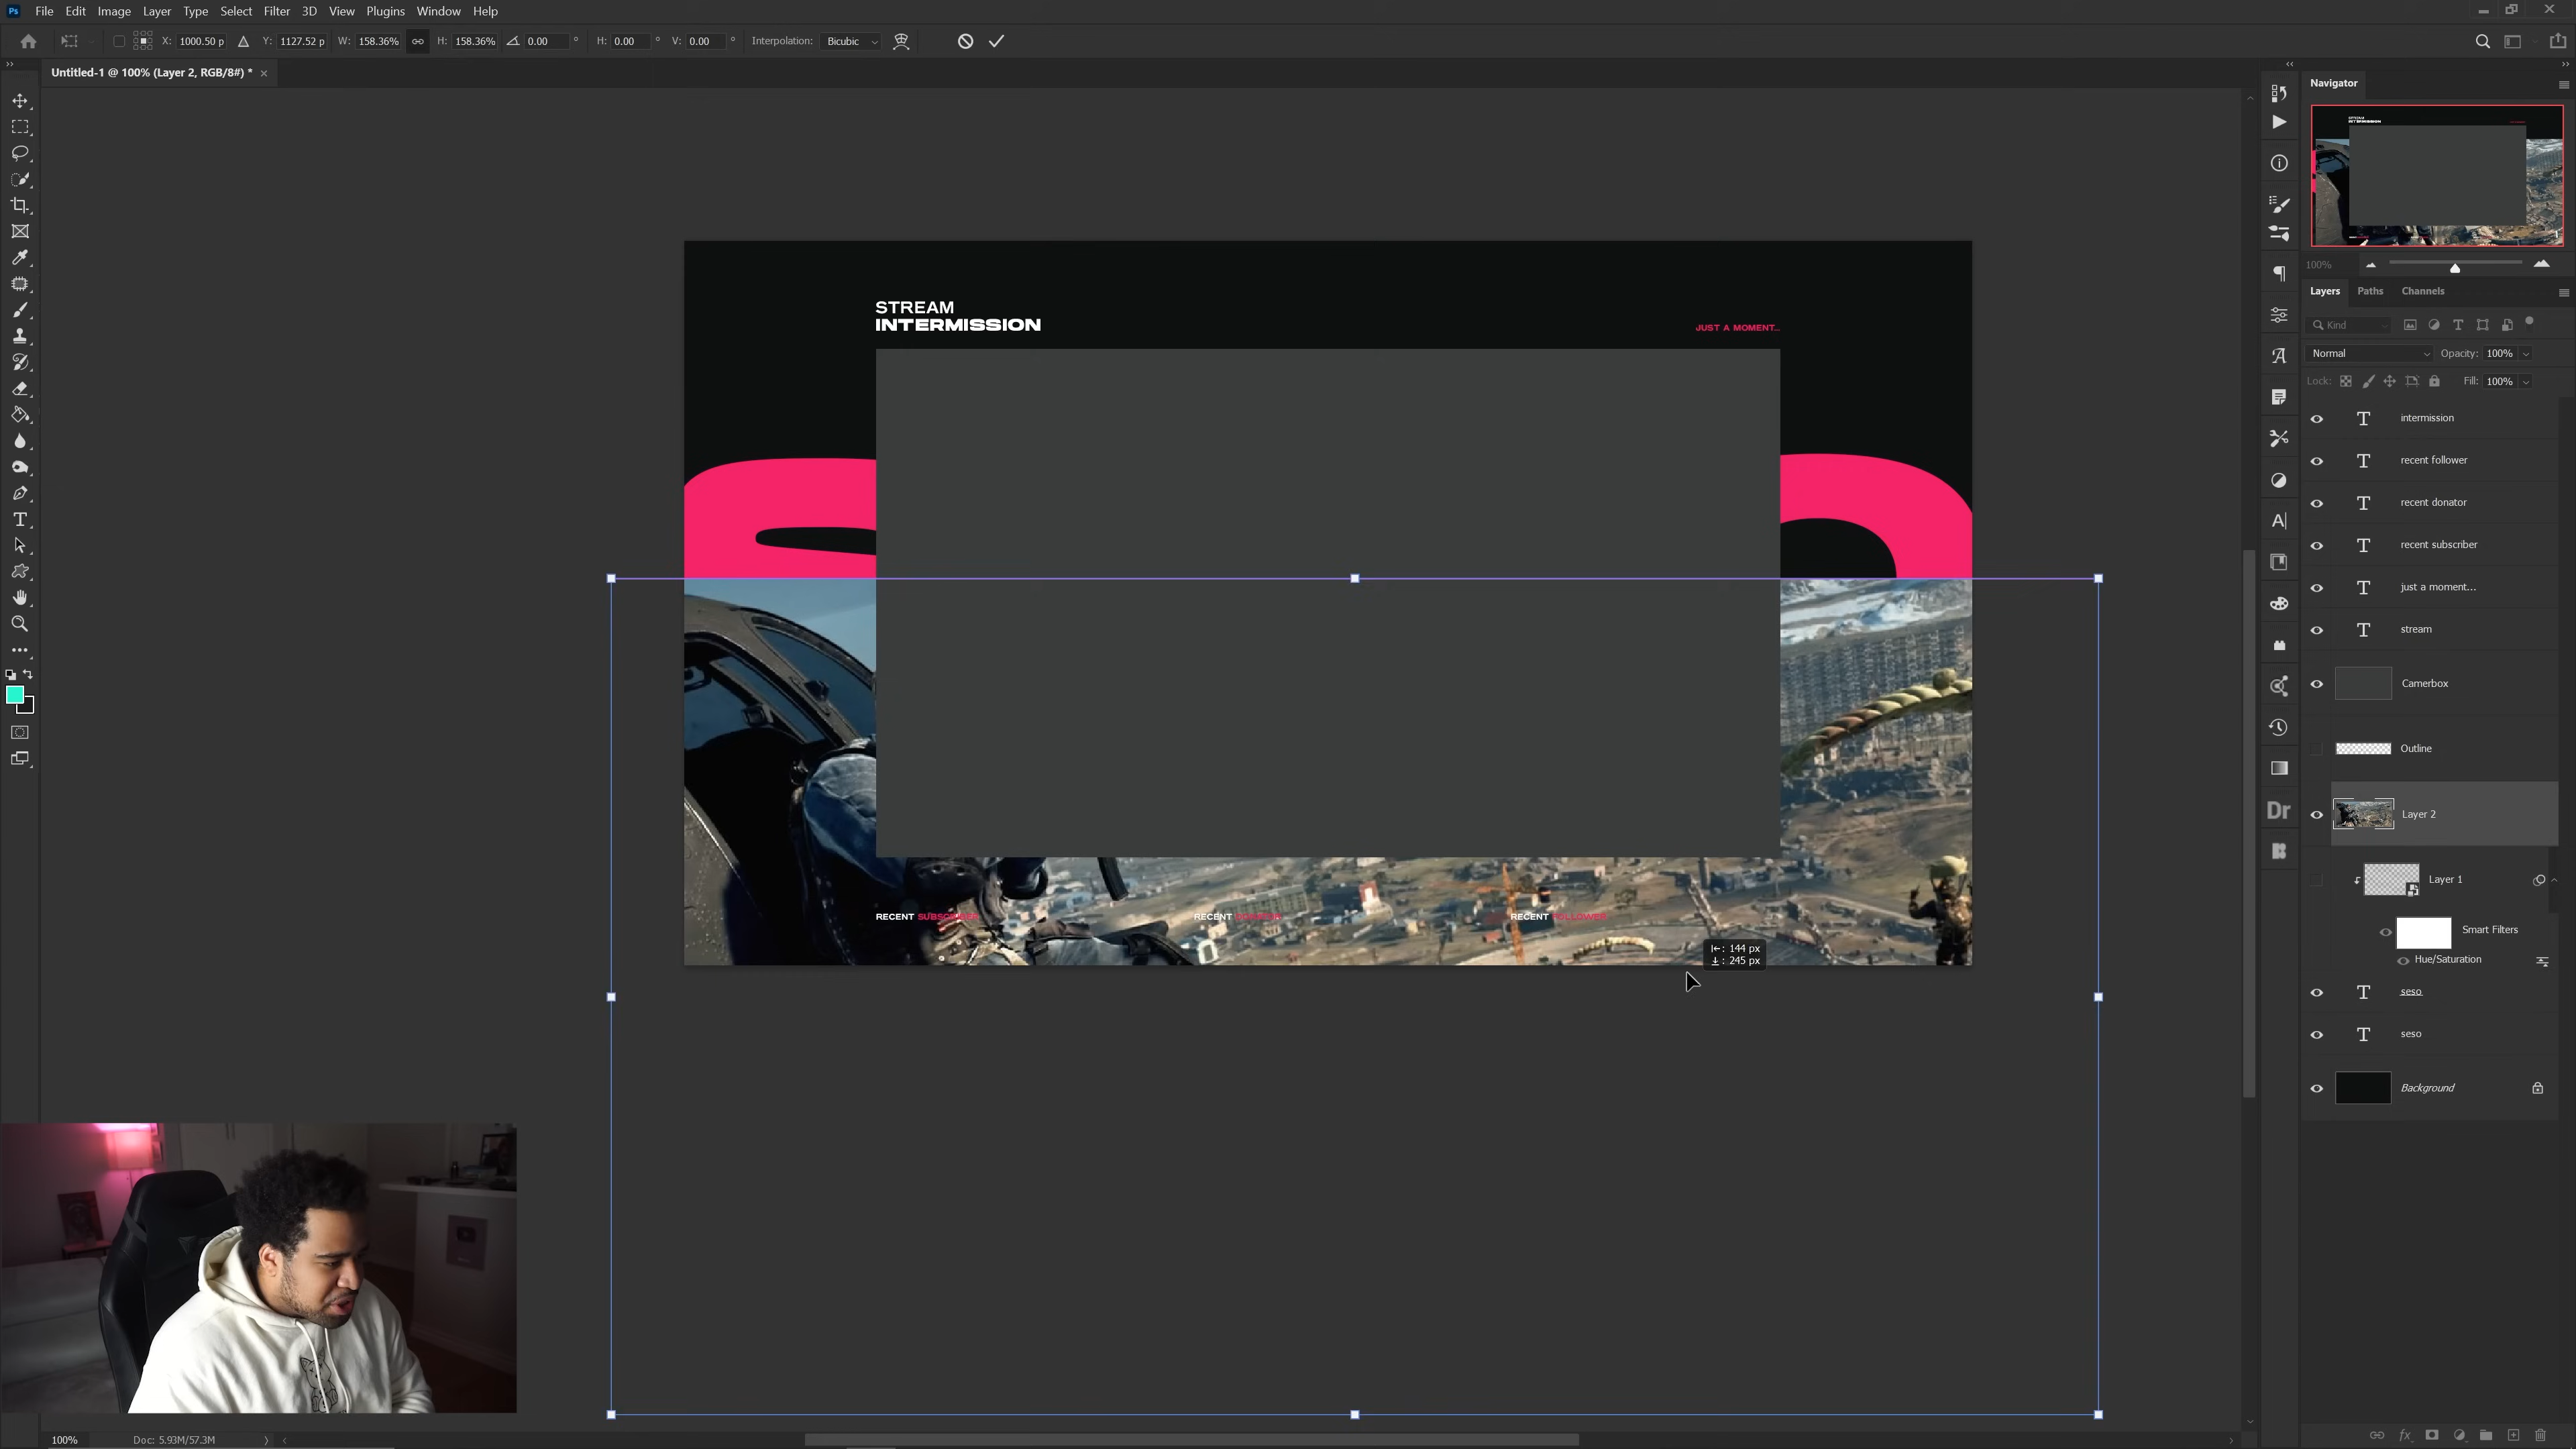 Ps File Edit Image Layer Type Select Filter 3D View Plugins Window Help
X: 1000.50 p Y: 1127.52 p W: 158.36% H: 158.36% 0.00 ° H: 0.00 ° V: 0.00 ° Interpolation: Bicubic
Untitled-1 @ 100% (Layer 2, RGB/8#) * ×
Navigator
100%
Layers Paths Channels
Kind
Normal Opacity: 100%
Lock: Fill: 100%
intermission
recent follower
recent donator
recent subscriber
just a moment...
stream
Camerbox
Outline
Layer 2
Layer 1
Smart Filters
Hue/Saturation
seso
seso
Background
Dr
STREAM
INTERMISSION
JUST A MOMENT...
RECENT SUBSCRIBER
RECENT
RECENT FOLLOWER
144 px
245 px
100% Doc: 5.93M/57.3M